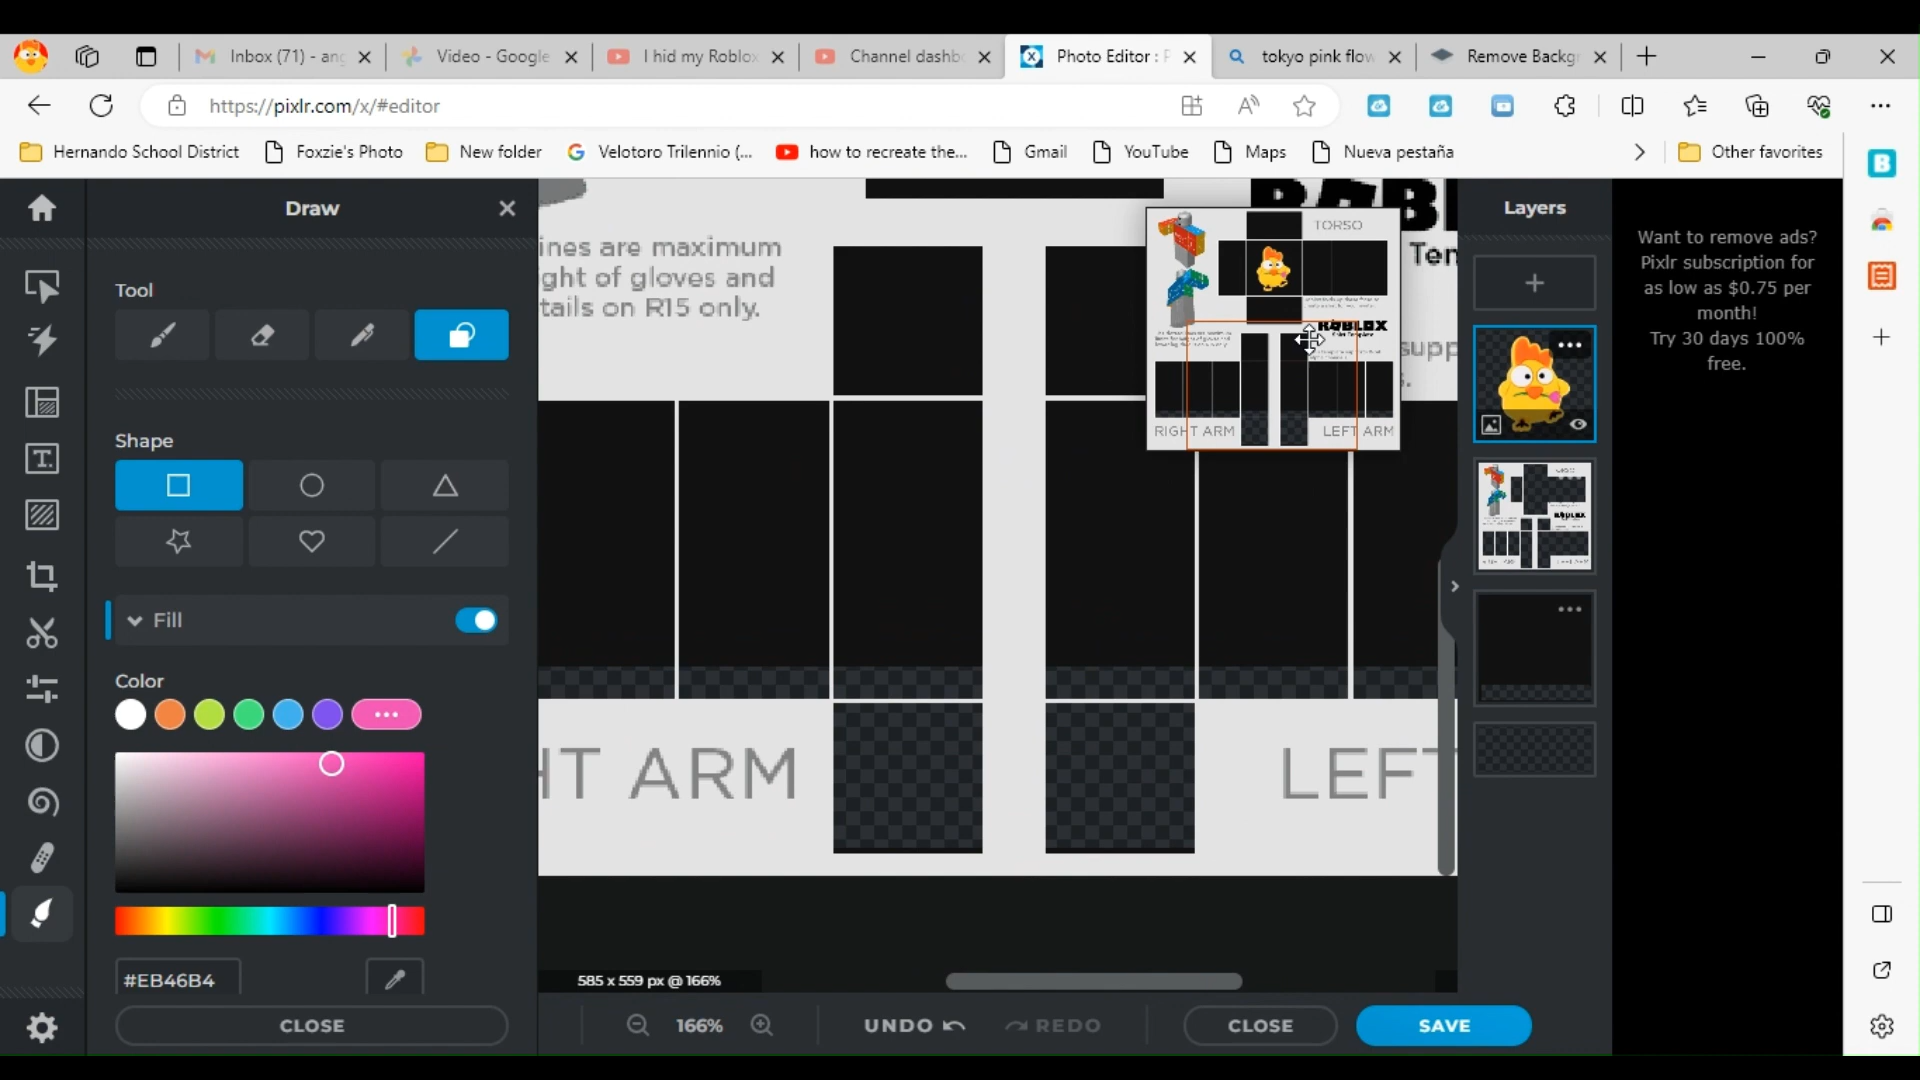 Inbox (71) - ang
Video - Google
I hid my Roblox
Channel dashb
Photo Editor : P
tokyo pink flow
Remove Backgr
https://pixlr.com/x/#editor
Hernando School District
Foxzie's Photo
New folder
Velotoro Trilennio (...
how to recreate the...
Gmail
YouTube
Maps
Nueva pestaña
Other favorites
Draw
Tool
Shape
Fill
Color
#EB46B4
CLOSE
ines are maximum
ght of gloves and
tails on R15 only.
Tem
supp
TORSO
ROBLOX
RIGHT ARM
LEFT ARM
HT ARM
LEFT
585 x 559 px @ 166%
166%
UNDO
REDO
CLOSE
SAVE
Layers
Want to remove ads?
Pixlr subscription for
as low as $0.75 per
month!
Try 30 days 100%
free.